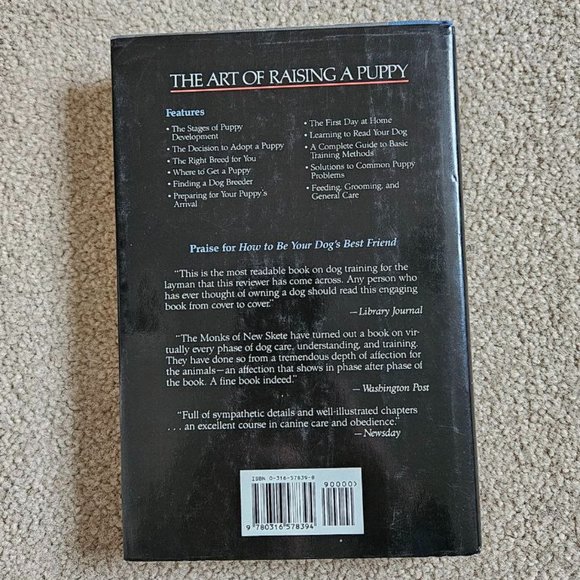 THE ART OF RAISING A PUPPY
Features
• The Stages of Puppy
Development
• The Decision to Adopt a Puppy
• The Right Breed for You
• Where to Get a Puppy
• Finding a Dog Breeder
• Preparing for Your Puppy's
Arrival
• The First Day at Home
• Learning to Read Your Dog
• A Complete Guide to Basic
Training Methods
• Solutions to Common Puppy
Problems
• Feeding, Grooming, and
General Care
Praise for How to Be Your Dog's Best Friend
"This is the most readable book on dog training for the
layman that this reviewer has come across. Any person
who has ever thought of owning a dog should read this engaging
book from cover to cover."
—Library Journal
"The Monks of New Skete have turned out a book on vir-
tually every phase of dog care, understanding, and training.
They have done so from a tremendous depth of affection for
the animals—an affection that shows in phase after phase of
the book. A fine book indeed."
—Washington Post
"Full of sympathetic details and well-illustrated chapters
. . . an excellent course in canine care and obedience."
—Newsday
ISBN 0-316-57839-8
90000>
9 780316 578394